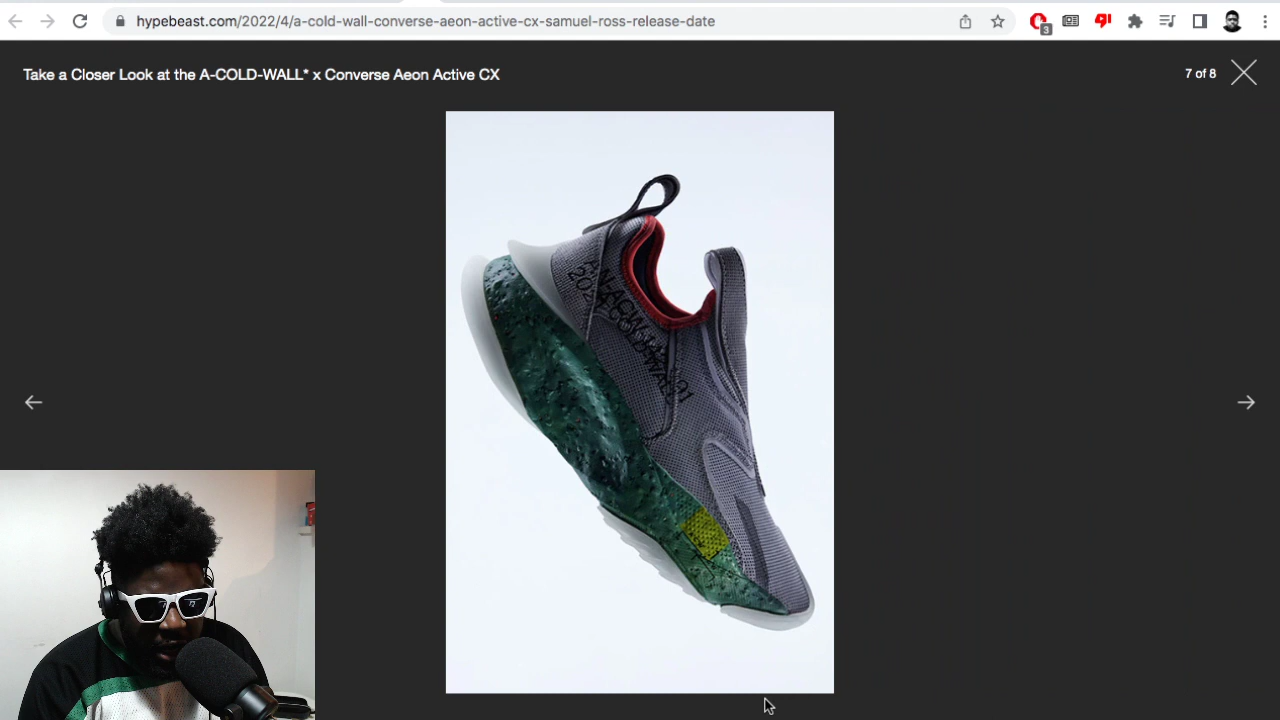 hypebeast.com/2022/4/a-cold-wall-converse-aeon-active-cx-samuel-ross-release-date
3
Take a Closer Look at the A-COLD-WALL* x Converse Aeon Active CX
7 of 8